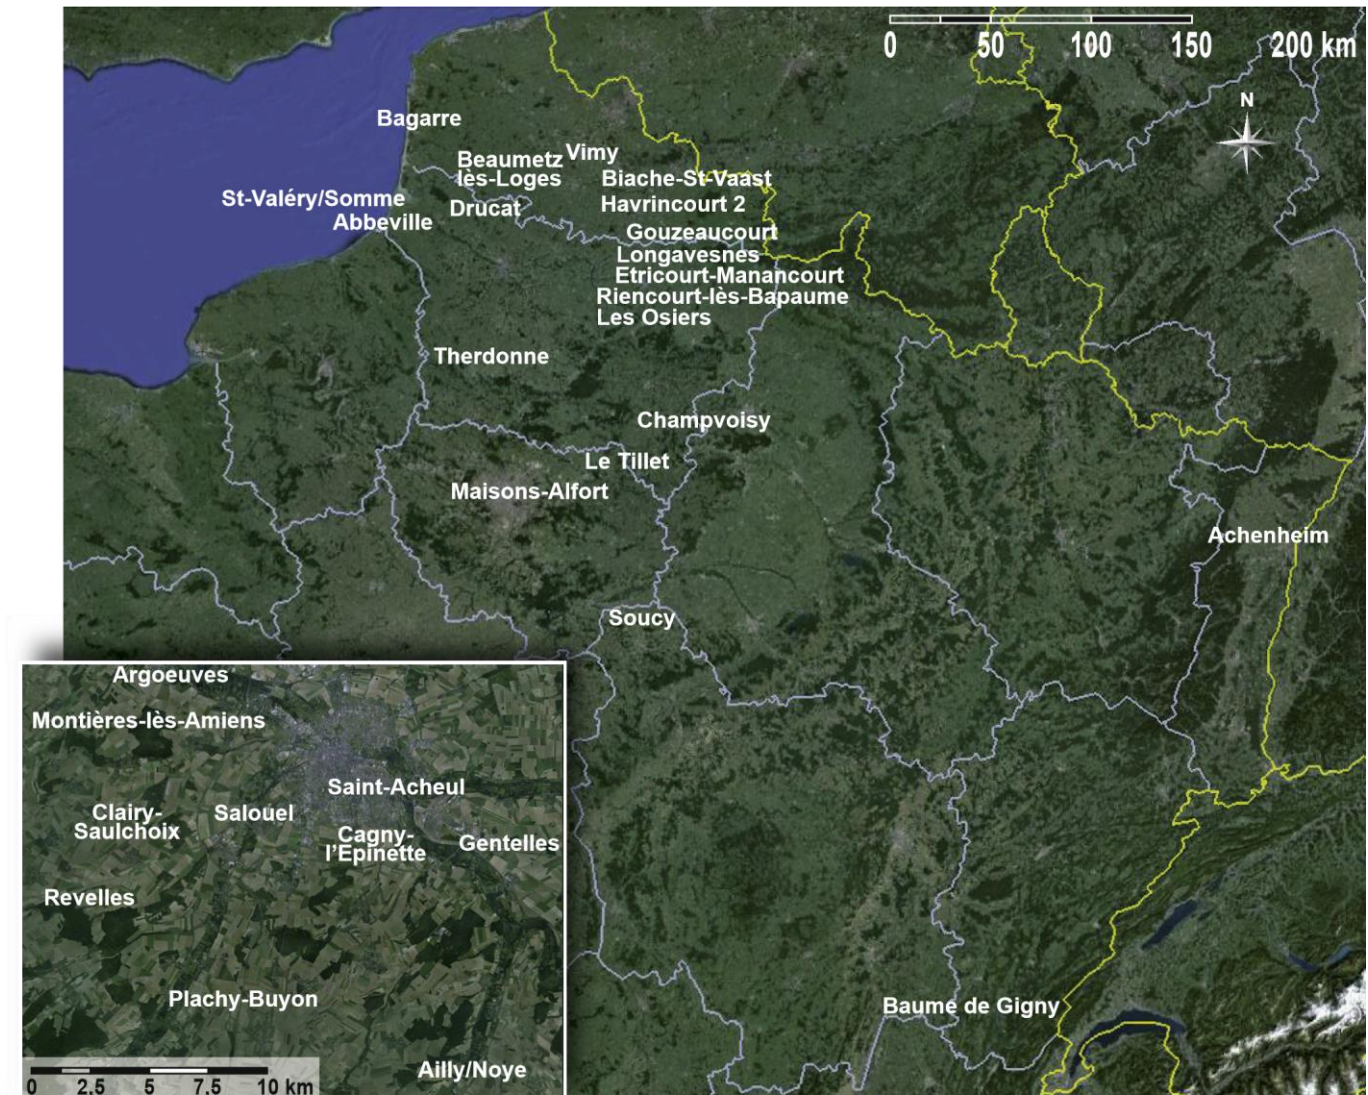 0 50 100 150 200 km
N
Bagarre
Vimy
Beaumetz
lès-Loges
Biache-St-Vaast
St-Valéry/Somme
Havrincourt 2
Drucat
Abbeville
Gouzeaucourt
Longavesnes
Etricourt-Manancourt
Riencourt-lès-Bapaume
Les Osiers
Therdonne
Champvoisy
Le Tillet
Maisons-Alfort
Achenheim
Soucy
Baume de Gigny
Argoeuves
Montières-lès-Amiens
Saint-Acheul
Clairy-
Saulchoix
Salouel
Cagny-
l'Epinette
Gentelles
Revelles
Plachy-Buyon
Ailly/Noye
0 2.5 5 7.5 10 km